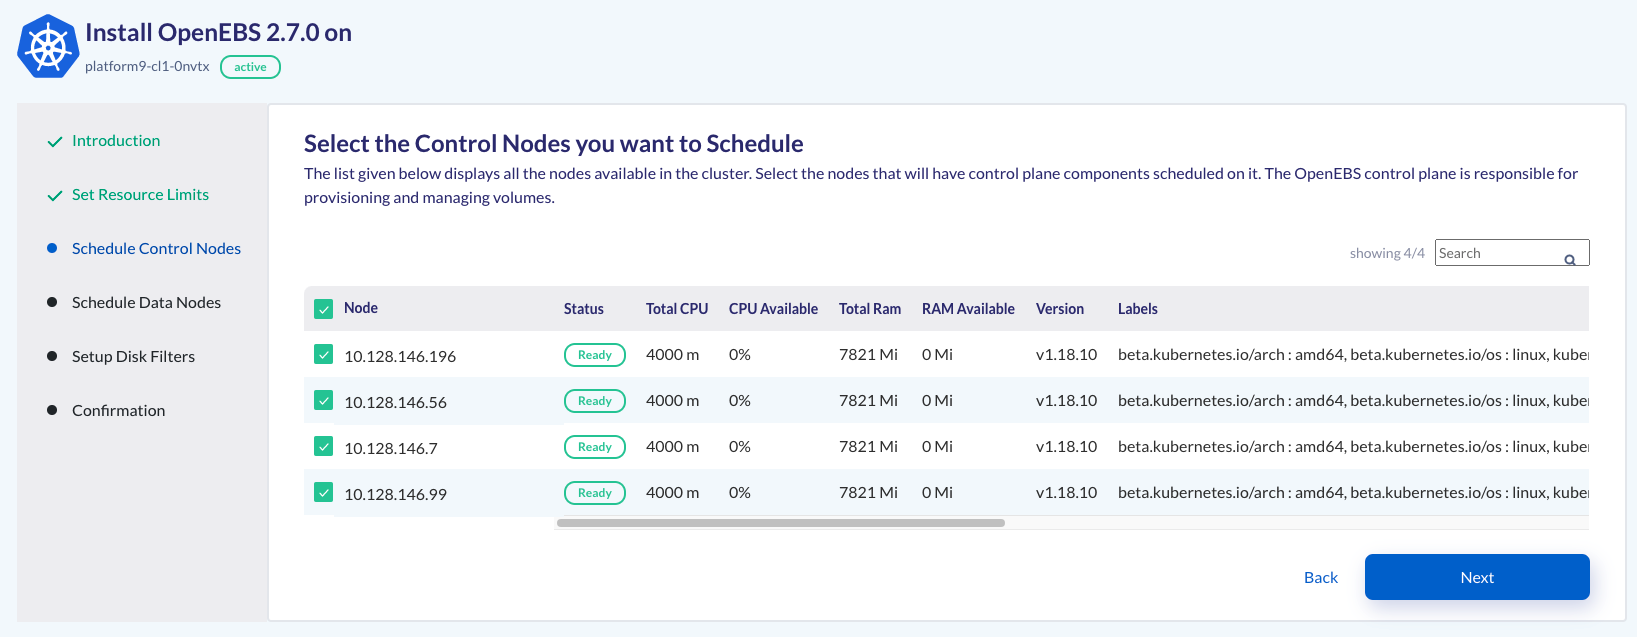 Install OpenEBS 2.7.0 on
platform9-cl1-0nvtx active
Introduction
Set Resource Limits
Schedule Control Nodes
Schedule Data Nodes
Setup Disk Filters
Confirmation
Select the Control Nodes you want to Schedule
The list given below displays all the nodes available in the cluster. Select the nodes that will have control plane components scheduled on it. The OpenEBS control plane is responsible for
provisioning and managing volumes.
showing 4/4 Search
Node Status Total CPU CPU Available Total Ram RAM Available Version Labels
10.128.146.196 Ready 4000 m 0% 7821 Mi 0 Mi v1.18.10 beta.kubernetes.io/arch : amd64, beta.kubernetes.io/os : linux, kuber
10.128.146.56 Ready 4000 m 0% 7821 Mi 0 Mi v1.18.10 beta.kubernetes.io/arch : amd64, beta.kubernetes.io/os : linux, kuber
10.128.146.7 Ready 4000 m 0% 7821 Mi 0 Mi v1.18.10 beta.kubernetes.io/arch : amd64, beta.kubernetes.io/os : linux, kuber
10.128.146.99 Ready 4000 m 0% 7821 Mi 0 Mi v1.18.10 beta.kubernetes.io/arch : amd64, beta.kubernetes.io/os : linux, kuber
Back Next